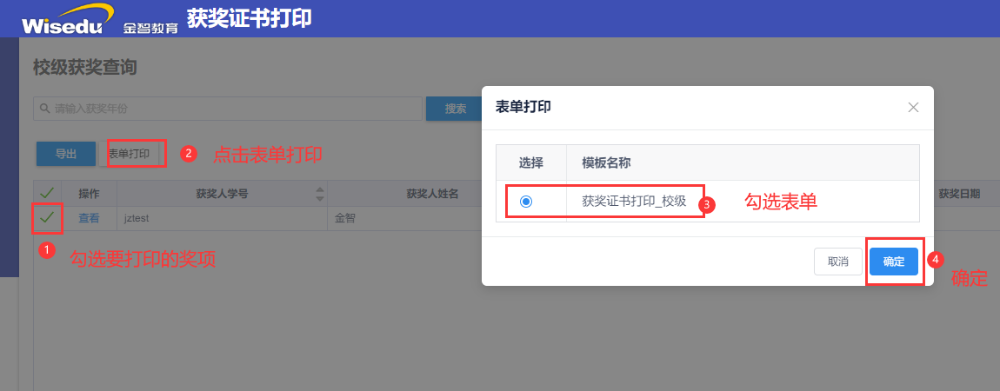 Wisedu 金智教育 获奖证书打印
校级获奖查询
请输入获奖年份 搜索
表单打印
导出 表单打印 2 点击表单打印
选择 模板名称
操作 获奖人学号 获奖人姓名 获奖日期
获奖证书打印_校级 3 勾选表单
查看 jztest 金智
1 勾选要打印的奖项
取消 确定 4 确定